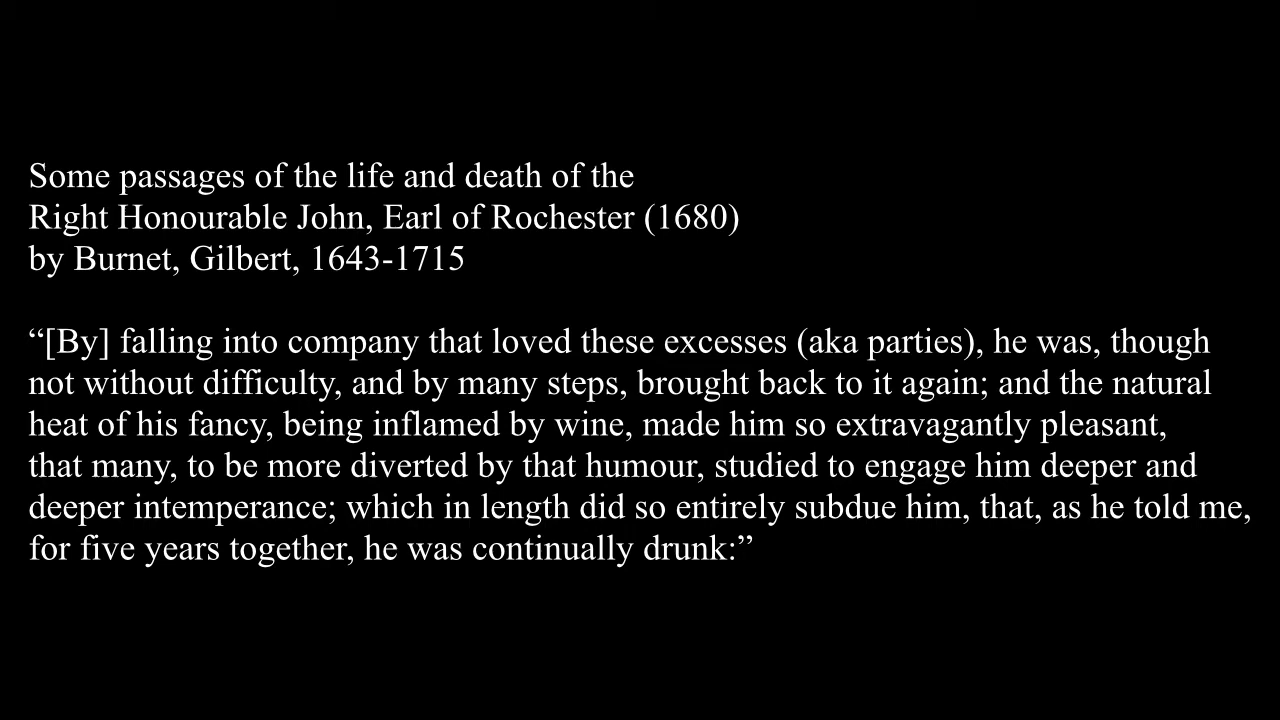 Some passages of the life and death of the
Right Honourable John, Earl of Rochester (1680)
by Burnet, Gilbert, 1643-1715
“[By] falling into company that loved these excesses (aka parties), he was, though
not without difficulty, and by many steps, brought back to it again; and the natural
heat of his fancy, being inflamed by wine, made him so extravagantly pleasant,
that many, to be more diverted by that humour, studied to engage him deeper and
deeper intemperance; which in length did so entirely subdue him, that, as he told me,
for five years together, he was continually drunk:”